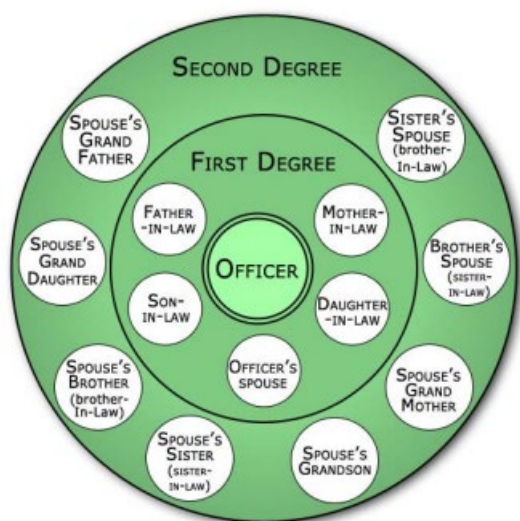 SECOND DEGREE
SPOUSE'S
GRAND
FATHER
SISTER'S
SPOUSE
(brother-
In-Law)
FIRST DEGREE
FATHER
-IN-LAW
MOTHER-
IN-LAW
OFFICER
SPOUSE'S
GRAND
DAUGHTER
BROTHER'S
SPOUSE
(SISTER-
IN-LAW)
SON-
IN-LAW
DAUGHTER
-IN-LAW
OFFICER'S
SPOUSE
SPOUSE'S
BROTHER
(brother-
In-Law)
SPOUSE'S
GRAND
MOTHER
SPOUSE'S
SISTER
(SISTER-
IN-LAW)
SPOUSE'S
GRANDSON